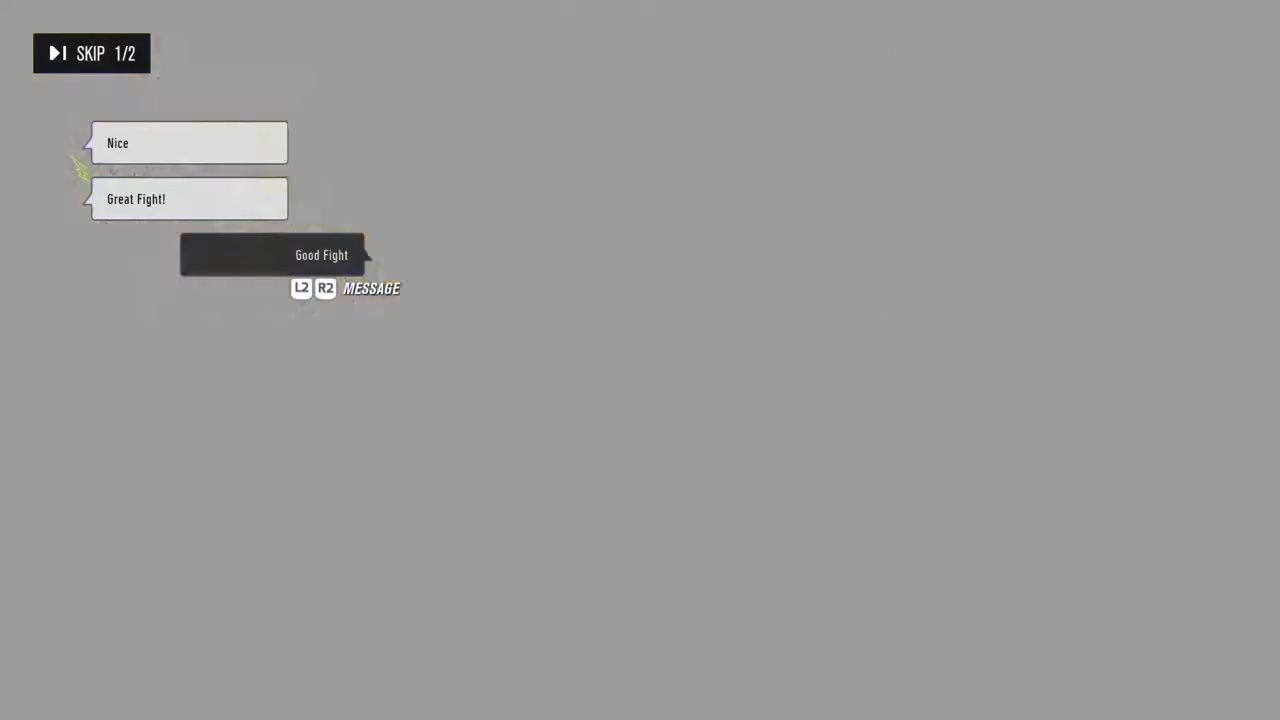 SKIP 1/2
Nice
Great Fight!
Good Fight
L2 R2 MESSAGE